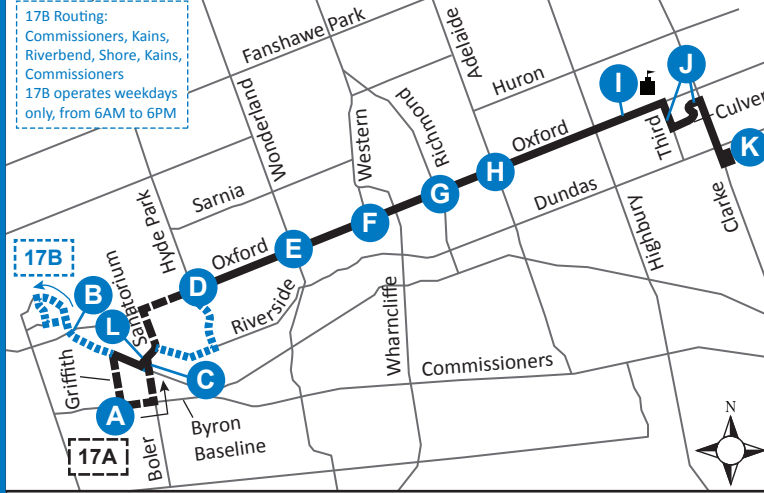 17B Routing:
Commissioners, Kains,
Riverbend, Shore, Kains,
Commissioners
17B operates weekdays
only, from 6AM to 6PM
Fanshawe Park
Adelaide
Huron
I
J
Culver
Wonderland
Western
Richmond
Oxford
Third
K
H
Sarnia
G
Dundas
Clarke
Hyde Park
F
Highbury
Oxford
E
17B
Sanatorium
D
B
Riverside
L
Wharncliffe
Griffith
C
Commissioners
A
Byron
Baseline
N
17A
Boler